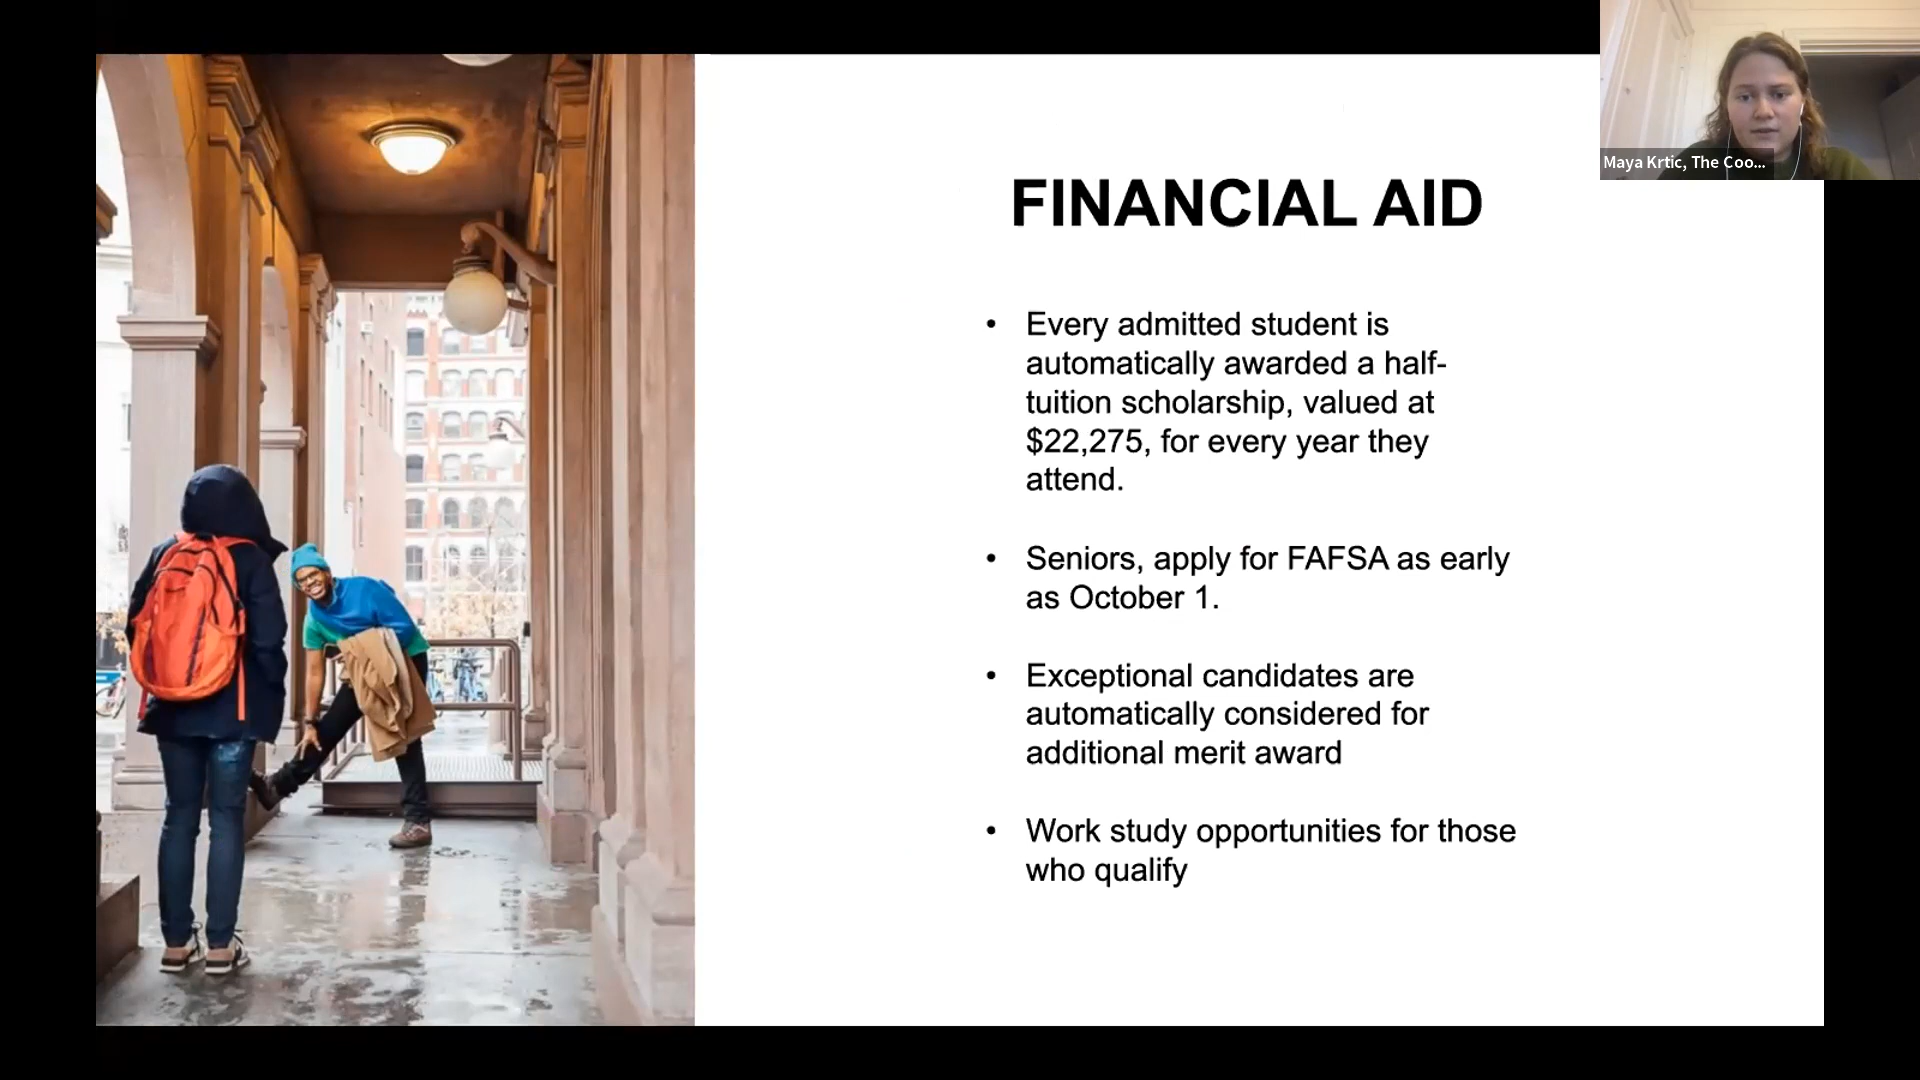 Maya Krtic, The Coo...
FINANCIAL AID
• Every admitted student is
automatically awarded a half-
tuition scholarship, valued at
$22,275, for every year they
attend.
• Seniors, apply for FAFSA as early
as October 1.
• Exceptional candidates are
automatically considered for
additional merit award
• Work study opportunities for those
who qualify